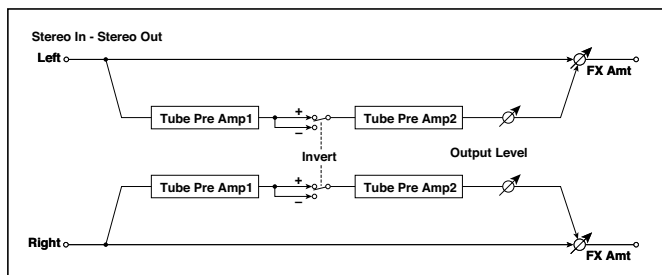 Stereo In - Stereo Out
Left
FX Amt
Tube Pre Amp1
+
−
Tube Pre Amp2
Invert
Output Level
Tube Pre Amp1
+
−
Tube Pre Amp2
Right
FX Amt